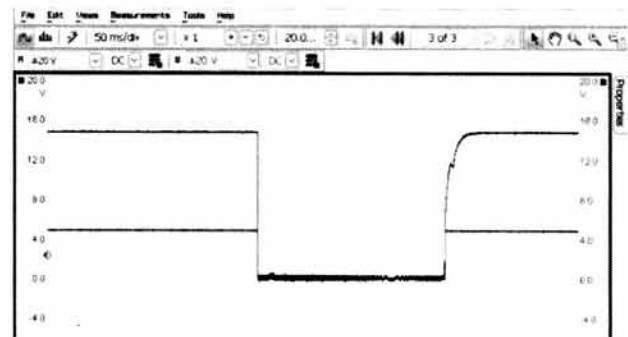 File Edit Views Measurements Tools Help
50 ms/div x 1 20.0... 3 of 3
A ±20 V DC B ±20 V DC
20.0 20.0
V V
16.0 16.0
12.0 12.0
8.0 8.0
4.0 4.0
0.0 0.0
-4.0 -4.0
Properties